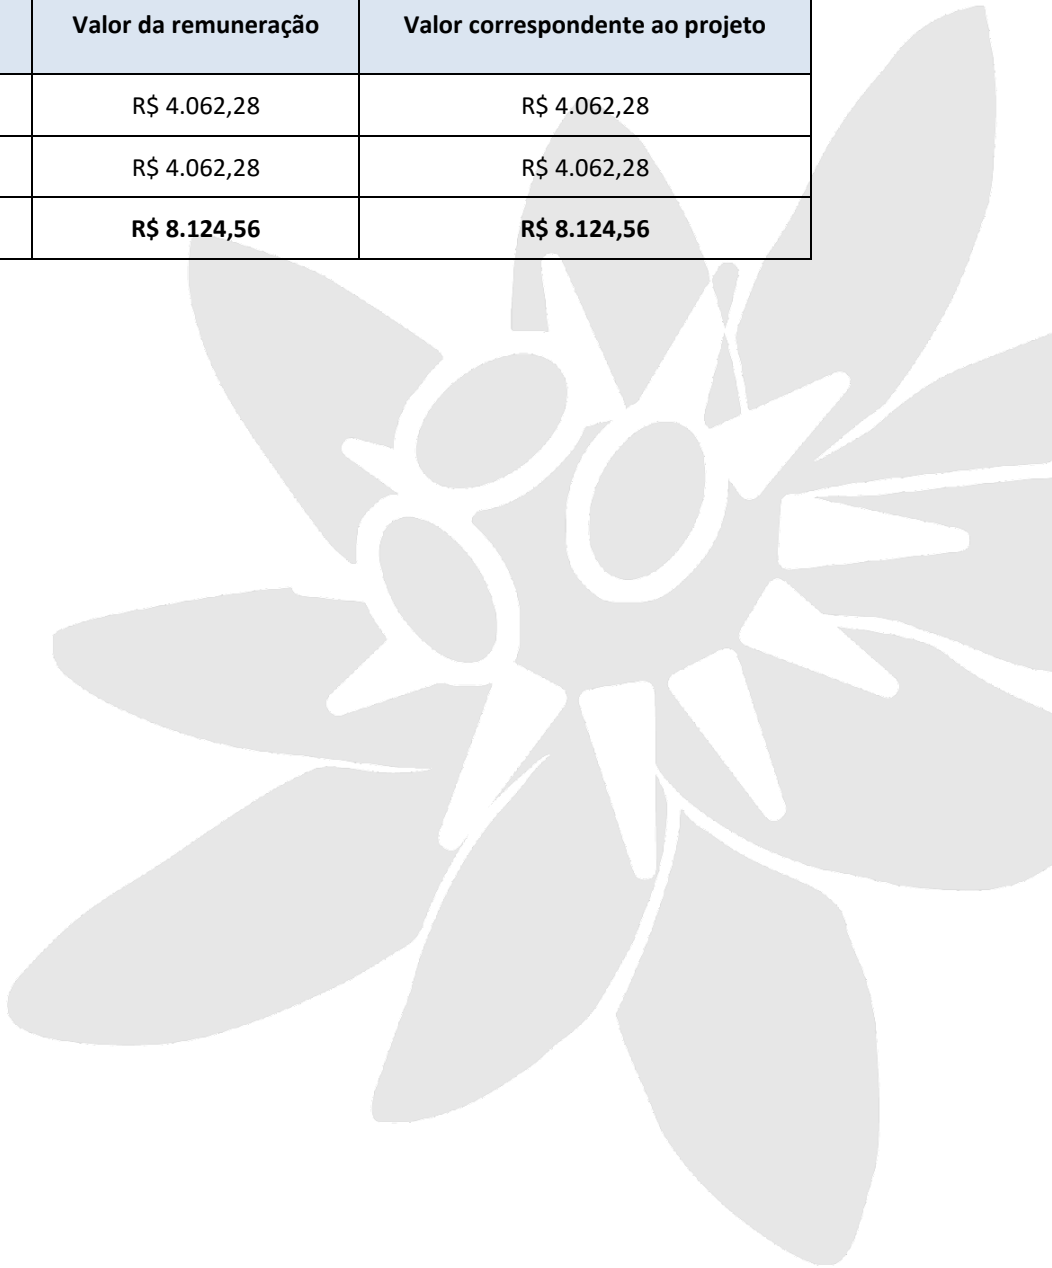 Valor da remuneração Valor correspondente ao projeto
R$ 4.062,28 R$ 4.062,28
R$ 4.062,28 R$ 4.062,28
R$ 8.124,56 R$ 8.124,56